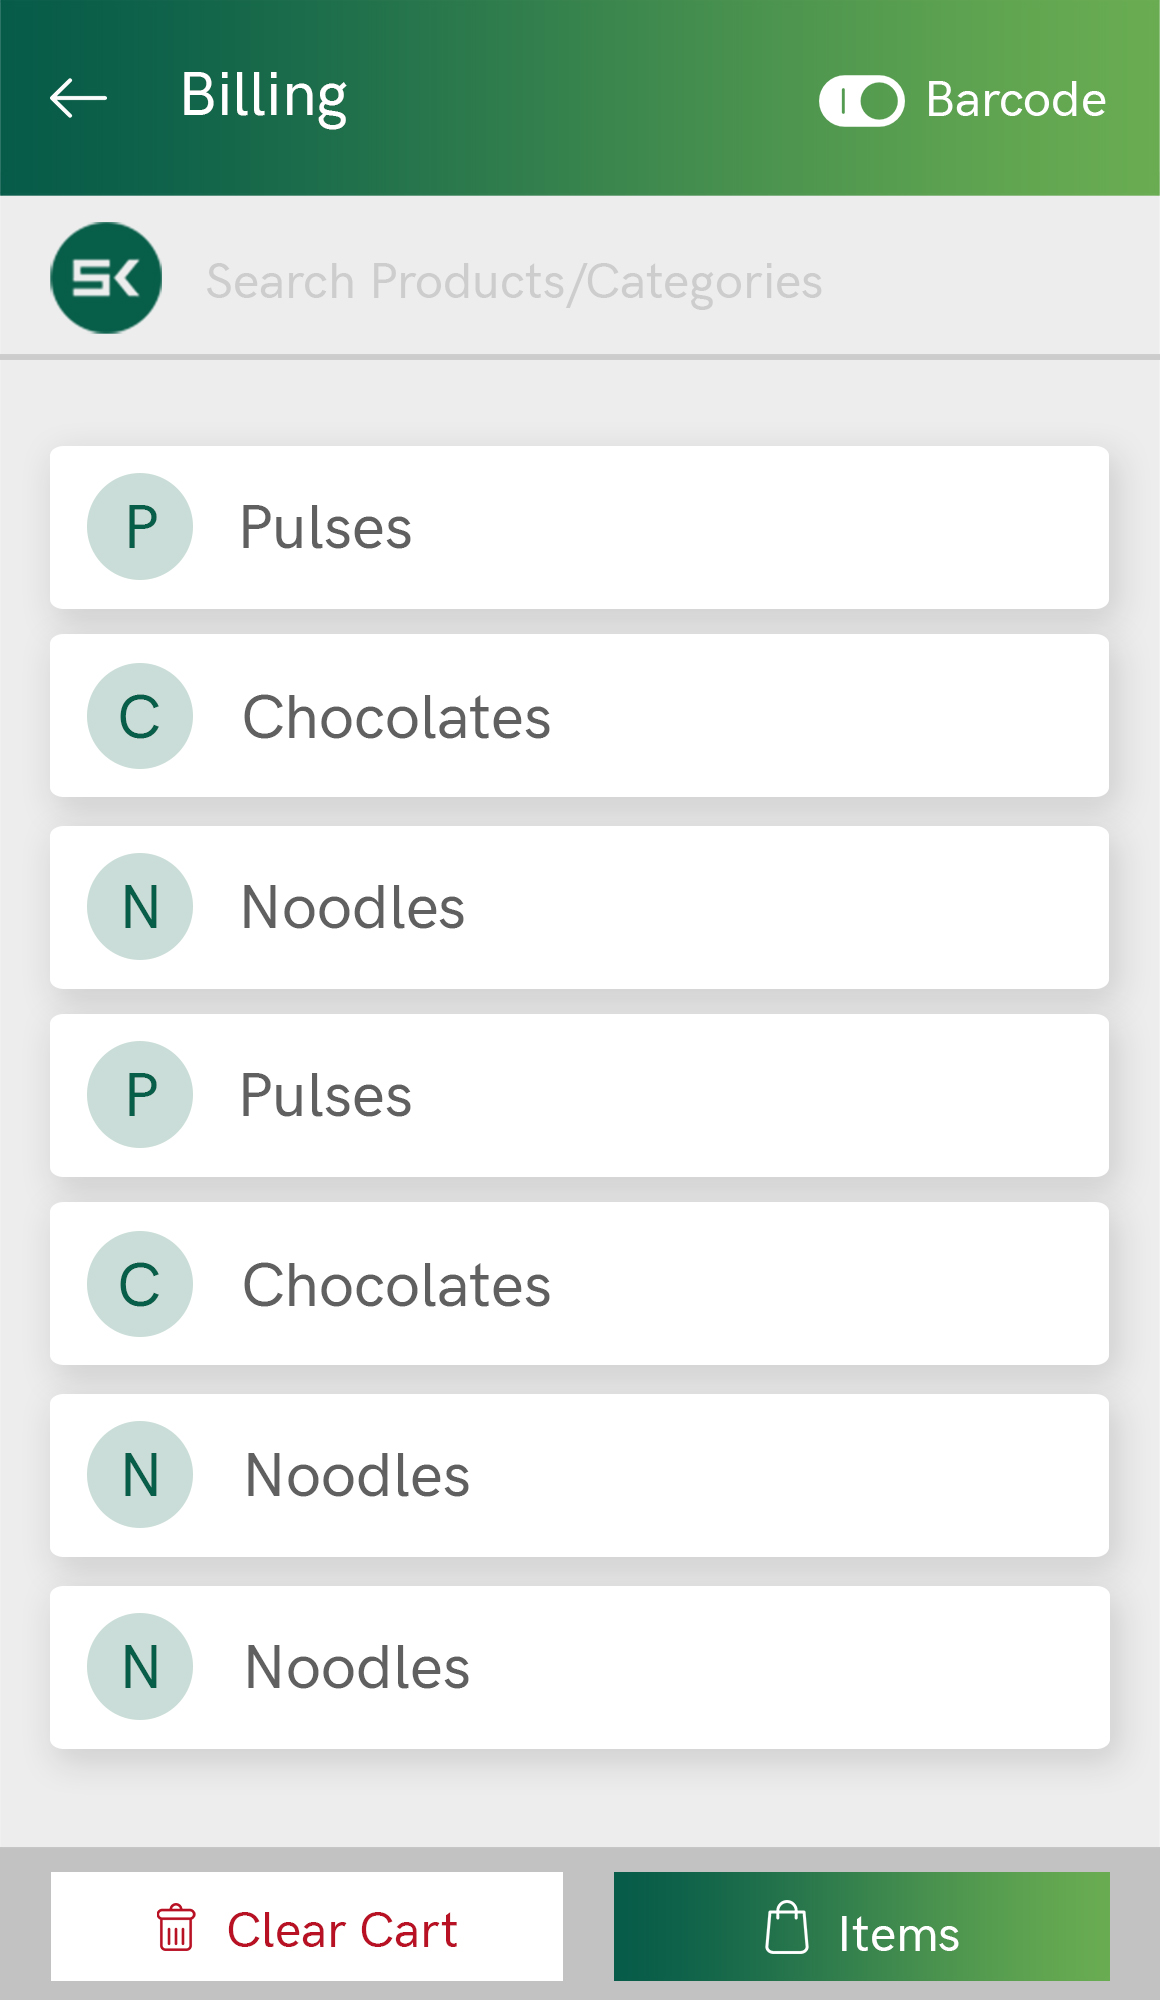 Billing
Barcode
SK
Search Products/Categories
P Pulses
C Chocolates
N Noodles
P Pulses
C Chocolates
N Noodles
N Noodles
Clear Cart
Items